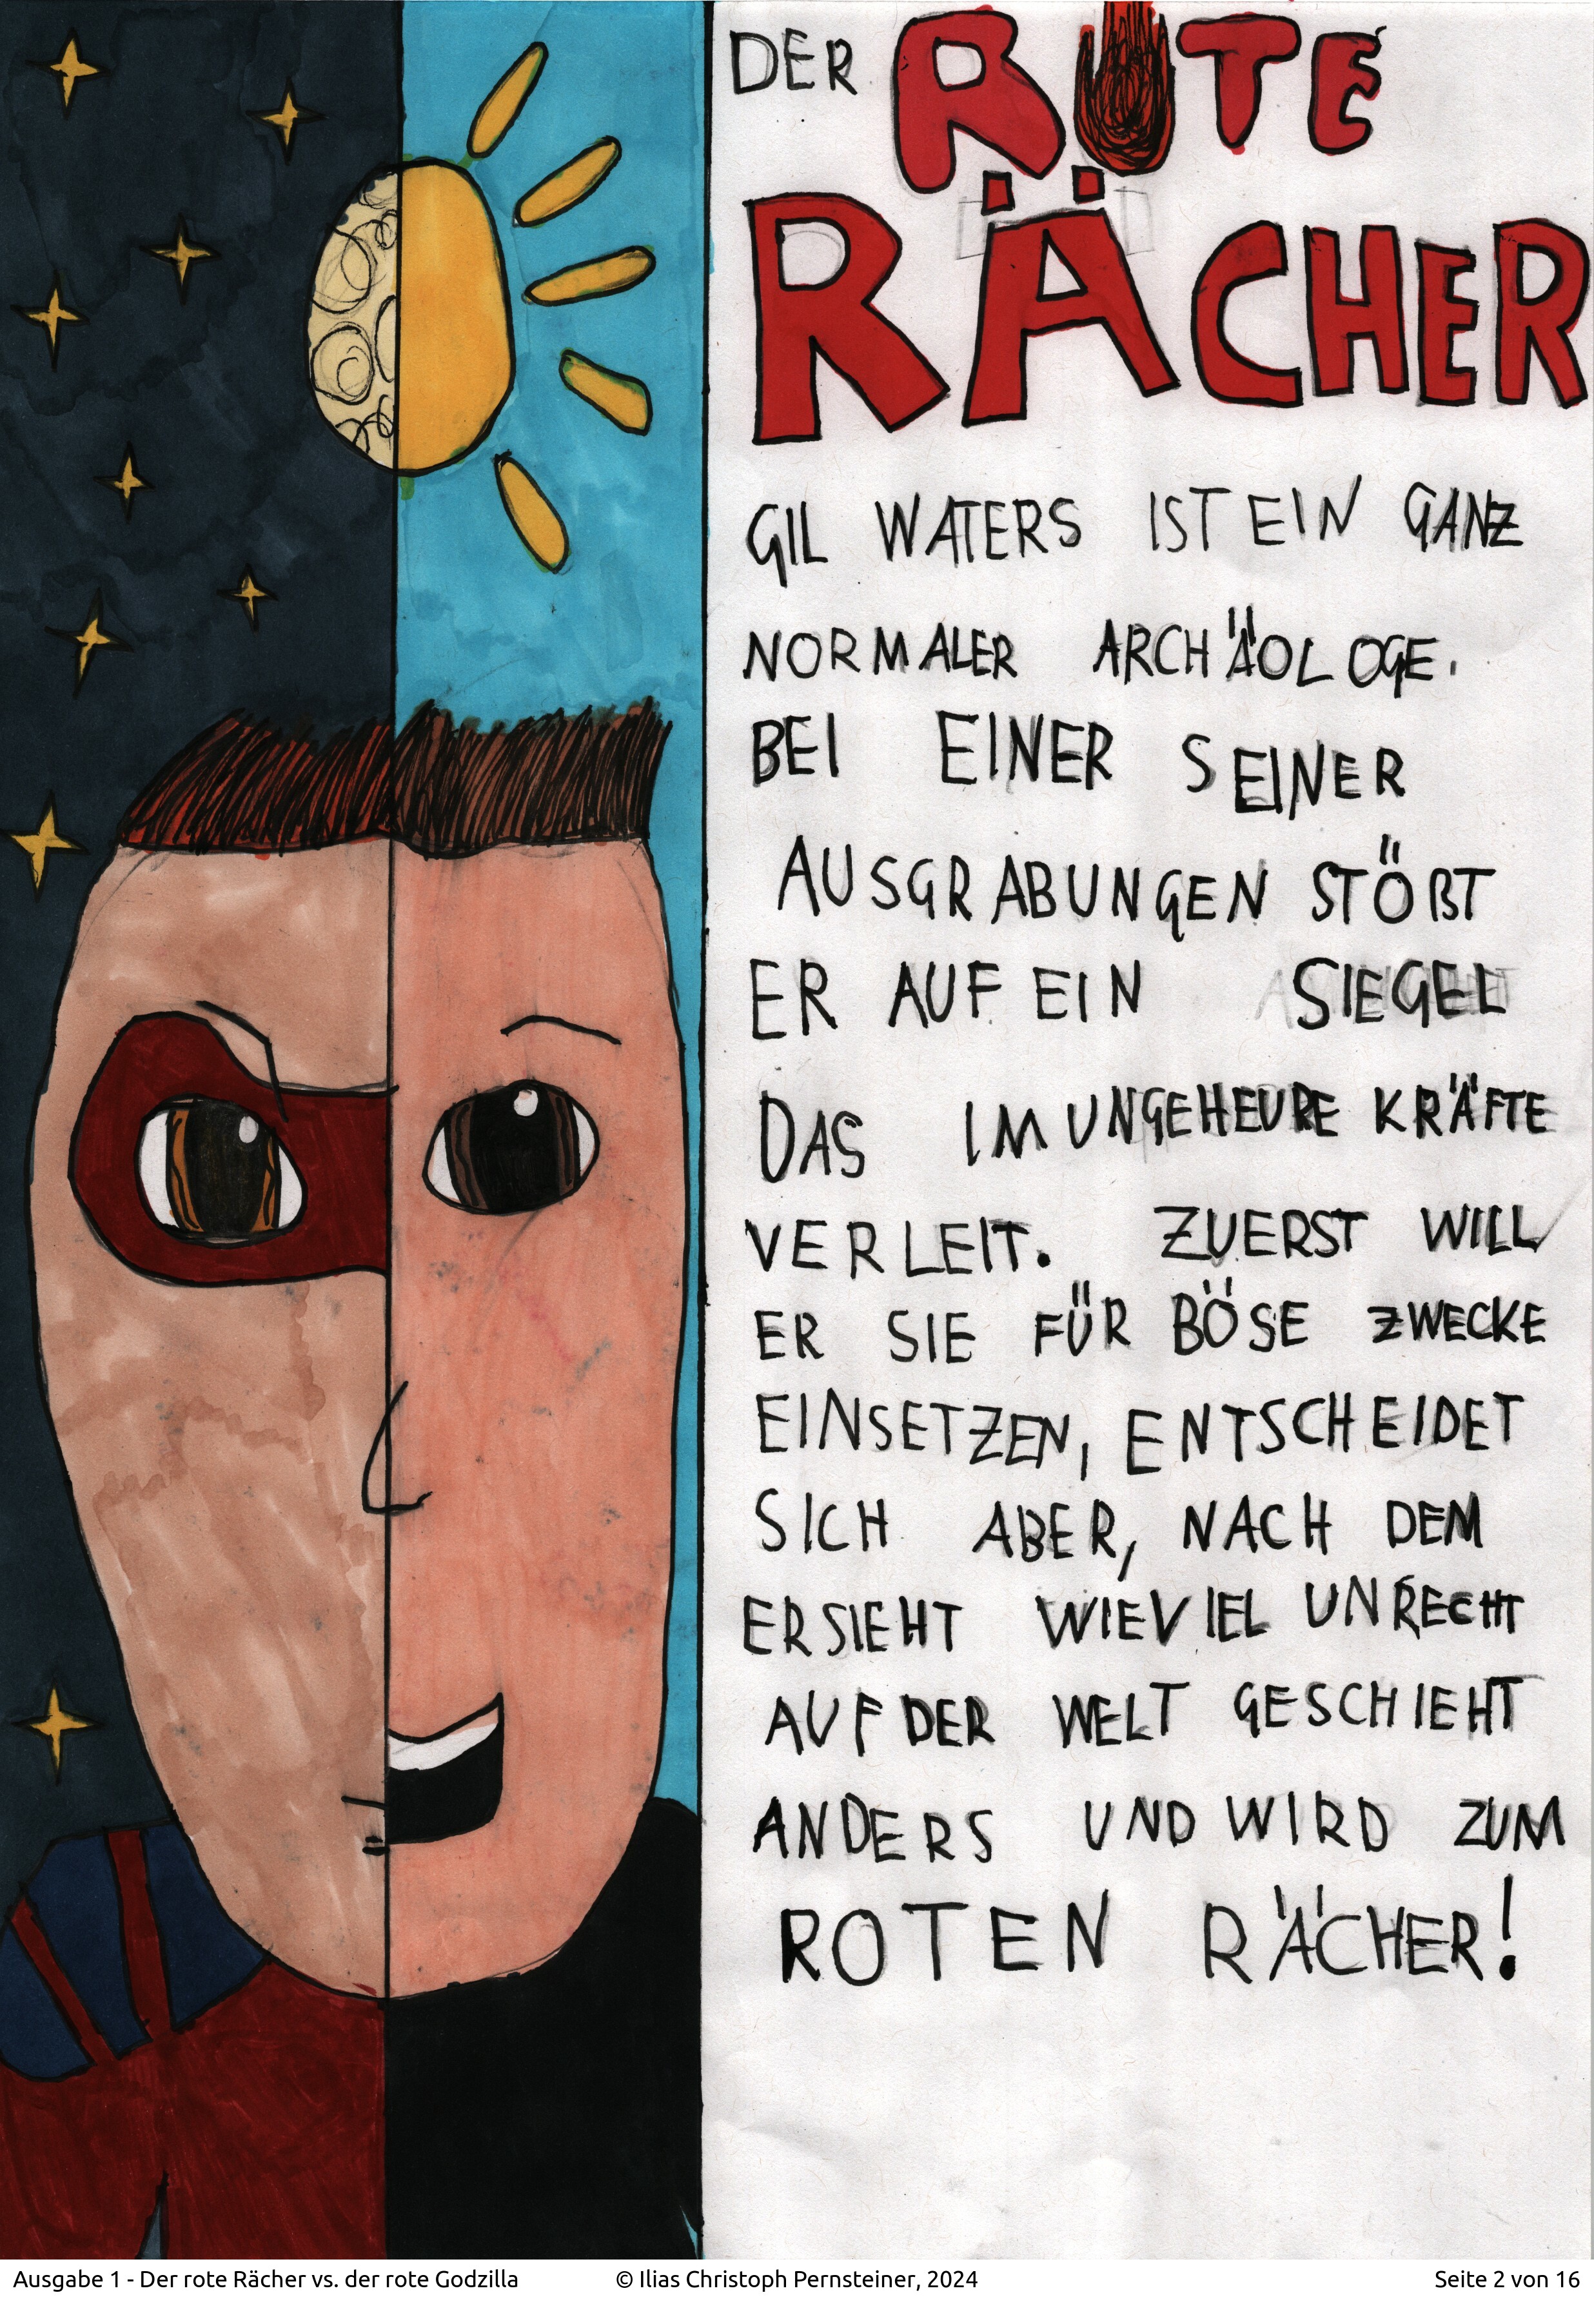 DER ROTE
RÄCHER
GIL WATERS IST EIN GANZ
NORMALER ARCHÄOLOGE.
BEI EINER SEINER
AUSGRABUNGEN STÖßT
ER AUF EIN SIEGEL
DAS IM UNGEHEURE KRÄFTE
VERLEIT. ZUERST WILL
ER SIE FÜR BÖSE ZWECKE
EINSETZEN, ENTSCHEIDET
SICH ABER, NACH DEM
ER SIEHT WIEVIEL UNRECHT
AUF DER WELT GESCHIEHT
ANDERS UND WIRD ZUM
ROTEN RÄCHER!
Ausgabe 1 - Der rote Rächer vs. der rote Godzilla © Ilias Christoph Pernsteiner, 2024 Seite 2 von 16